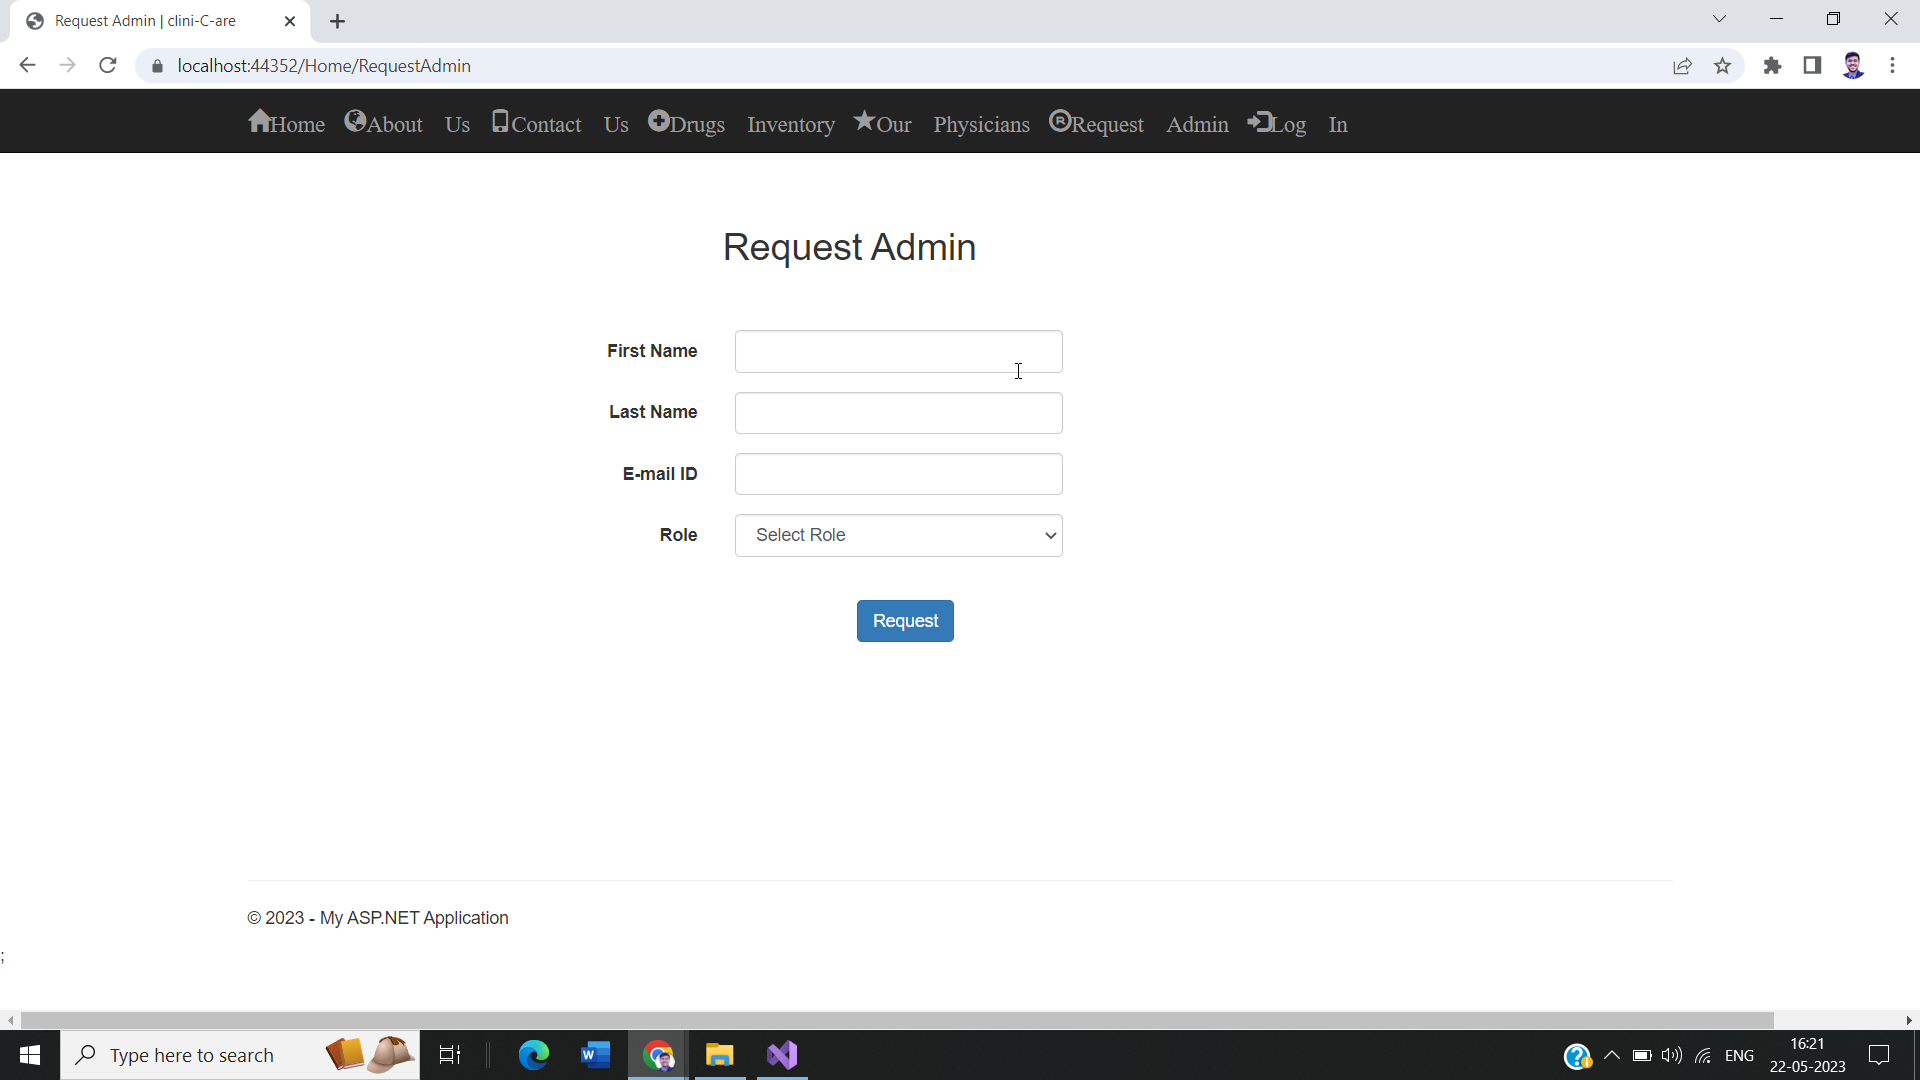 Request Admin | clini-C-are
localhost:44352/Home/RequestAdmin
Home About Us Contact Us Drugs Inventory Our Physicians Request Admin Log In
Request Admin
First Name
Last Name
E-mail ID
Role Select Role
Request
© 2023 - My ASP.NET Application
;
Type here to search
ENG
16:21
22-05-2023